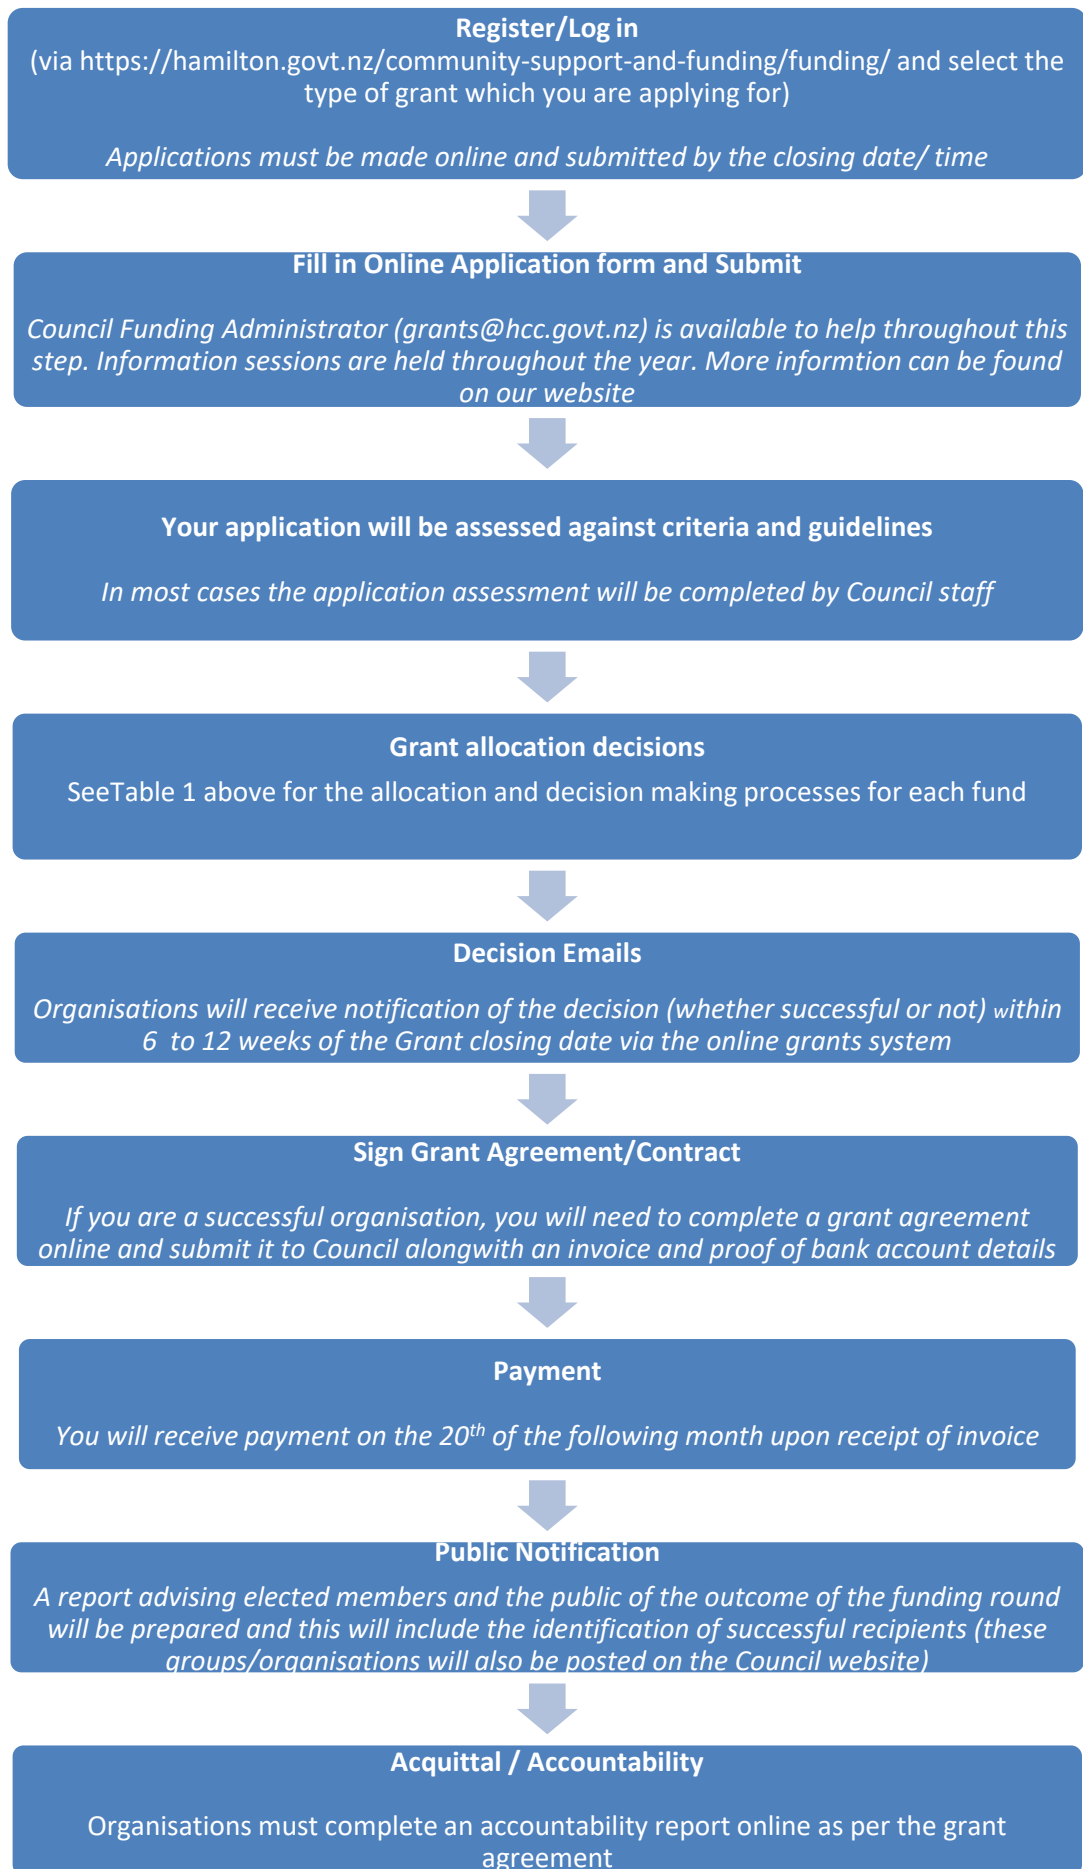 Register/Log in
(via https://hamilton.govt.nz/community-support-and-funding/funding/ and select the
type of grant which you are applying for)
Applications must be made online and submitted by the closing date/ time
Fill in Online Application form and Submit
Council Funding Administrator (grants@hcc.govt.nz) is available to help throughout this
step. Information sessions are held throughout the year. More informtion can be found
on our website
Your application will be assessed against criteria and guidelines
In most cases the application assessment will be completed by Council staff
Grant allocation decisions
SeeTable 1 above for the allocation and decision making processes for each fund
Decision Emails
Organisations will receive notification of the decision (whether successful or not) within
6 to 12 weeks of the Grant closing date via the online grants system
Sign Grant Agreement/Contract
If you are a successful organisation, you will need to complete a grant agreement
online and submit it to Council alongwith an invoice and proof of bank account details
Payment
You will receive payment on the 20th of the following month upon receipt of invoice
Public Notification
A report advising elected members and the public of the outcome of the funding round
will be prepared and this will include the identification of successful recipients (these
groups/organisations will also be posted on the Council website)
Acquittal / Accountability
Organisations must complete an accountability report online as per the grant
agreement